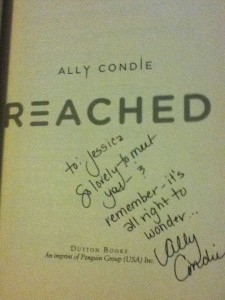 ALLY CONDIE
REACHED
to: Jessica
So lovely to meet
you - &
remember - it's
all right to
wonder...
Ally
Condie
DUTTON BOOKS
An imprint of Penguin Group (USA) Inc.